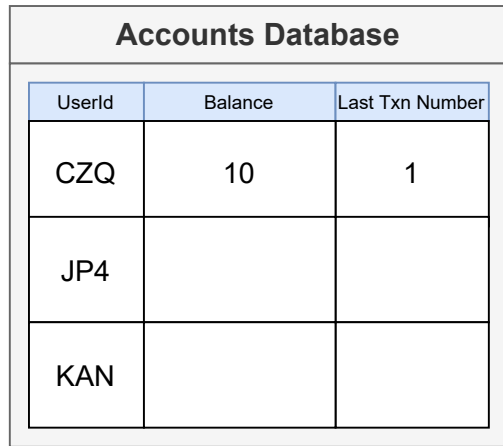 Accounts Database
UserId Balance Last Txn Number
CZQ 10 1
JP4
KAN